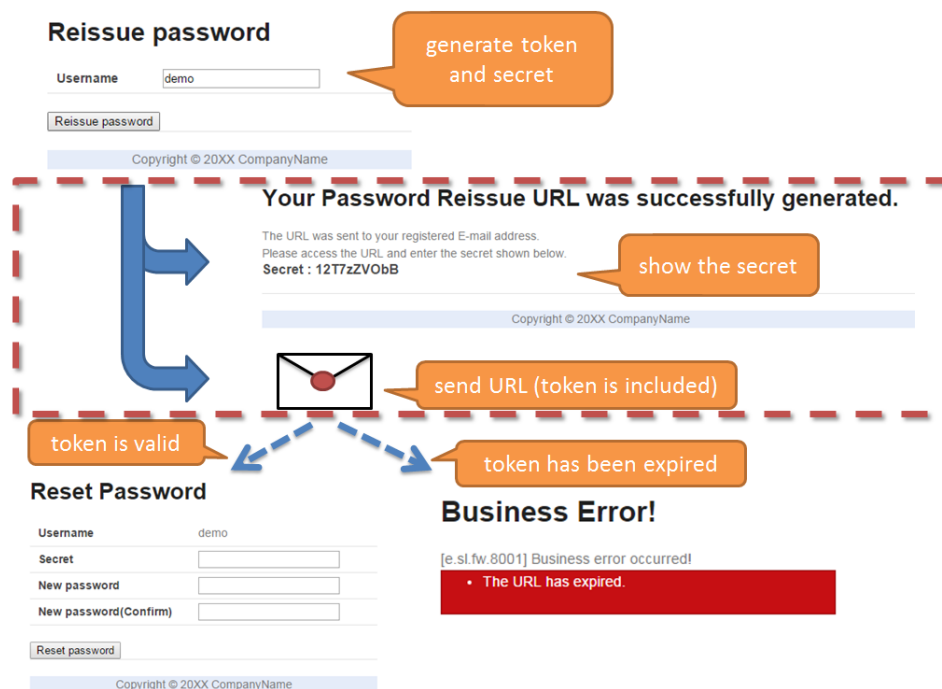 Reissue password
generate token
and secret
Username demo
Reissue password
Copyright © 20XX CompanyName
Your Password Reissue URL was successfully generated.
The URL was sent to your registered E-mail address.
Please access the URL and enter the secret shown below.
Secret : 12T7zZVObB
show the secret
Copyright © 20XX CompanyName
send URL (token is included)
token is valid
token has been expired
Reset Password
Username demo
Secret
New password
New password(Confirm)
Reset password
Copyright © 20XX CompanyName
Business Error!
[e.sl.fw.8001] Business error occurred!
• The URL has expired.